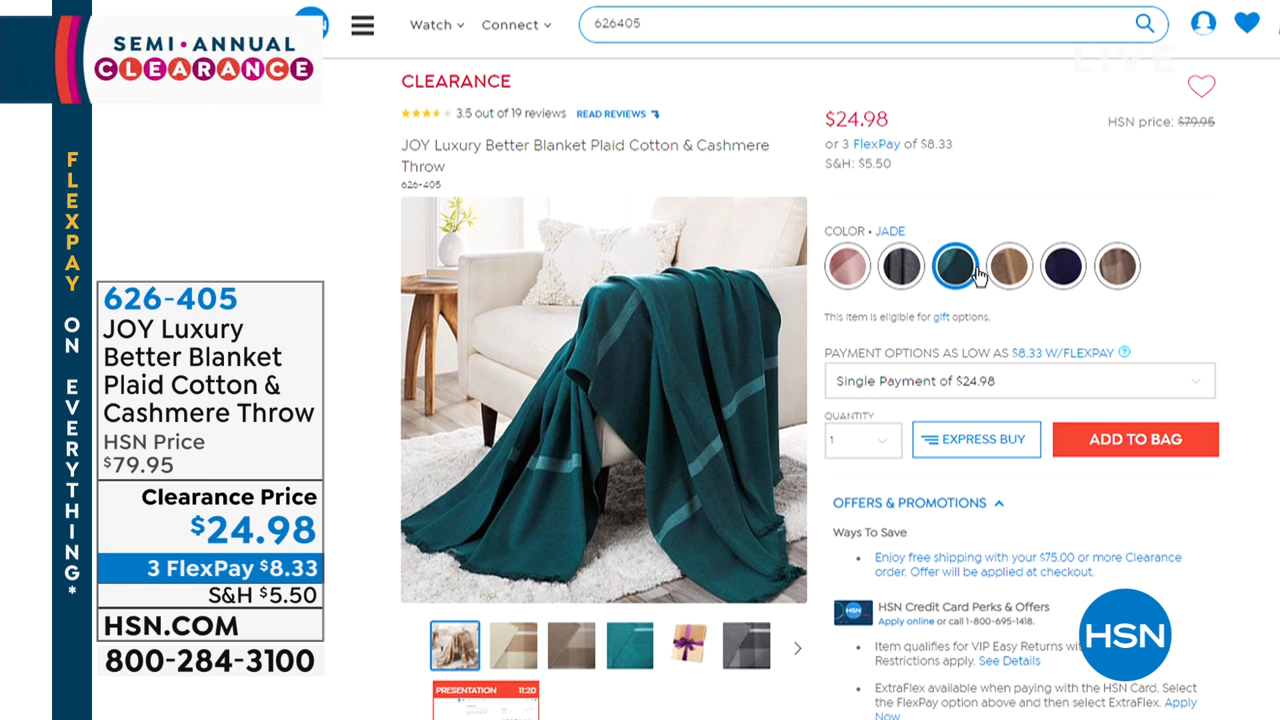 SEMI•ANNUAL
CLEARANCE
FLEXPAY ON EVERYTHING*
626-405
JOY Luxury
Better Blanket
Plaid Cotton &
Cashmere Throw
HSN Price
$79.95
Clearance Price
$24.98
3 FlexPay $8.33
S&H $5.50
HSN.COM
800-284-3100
Watch
Connect
626405
LIVE
CLEARANCE
3.5 out of 19 reviews READ REVIEWS
JOY Luxury Better Blanket Plaid Cotton & Cashmere
Throw
626-405
$24.98
HSN price: $79.95
or 3 FlexPay of $8.33
S&H: $5.50
COLOR • JADE
This item is eligible for gift options.
PAYMENT OPTIONS AS LOW AS $8.33 W/FLEXPAY ?
Single Payment of $24.98
QUANTITY
1
EXPRESS BUY
ADD TO BAG
OFFERS & PROMOTIONS
Ways To Save
• Enjoy free shipping with your $75.00 or more Clearance
order. Offer will be applied at checkout.
HSN
HSN Credit Card Perks & Offers
Apply online or call 1-800-695-1418.
• Item qualifies for VIP Easy Returns
Restrictions apply. See Details
• ExtraFlex available when paying with the HSN Card. Select
the FlexPay option above and then select ExtraFlex. Apply
Now
HSN
PRESENTATION 11:20